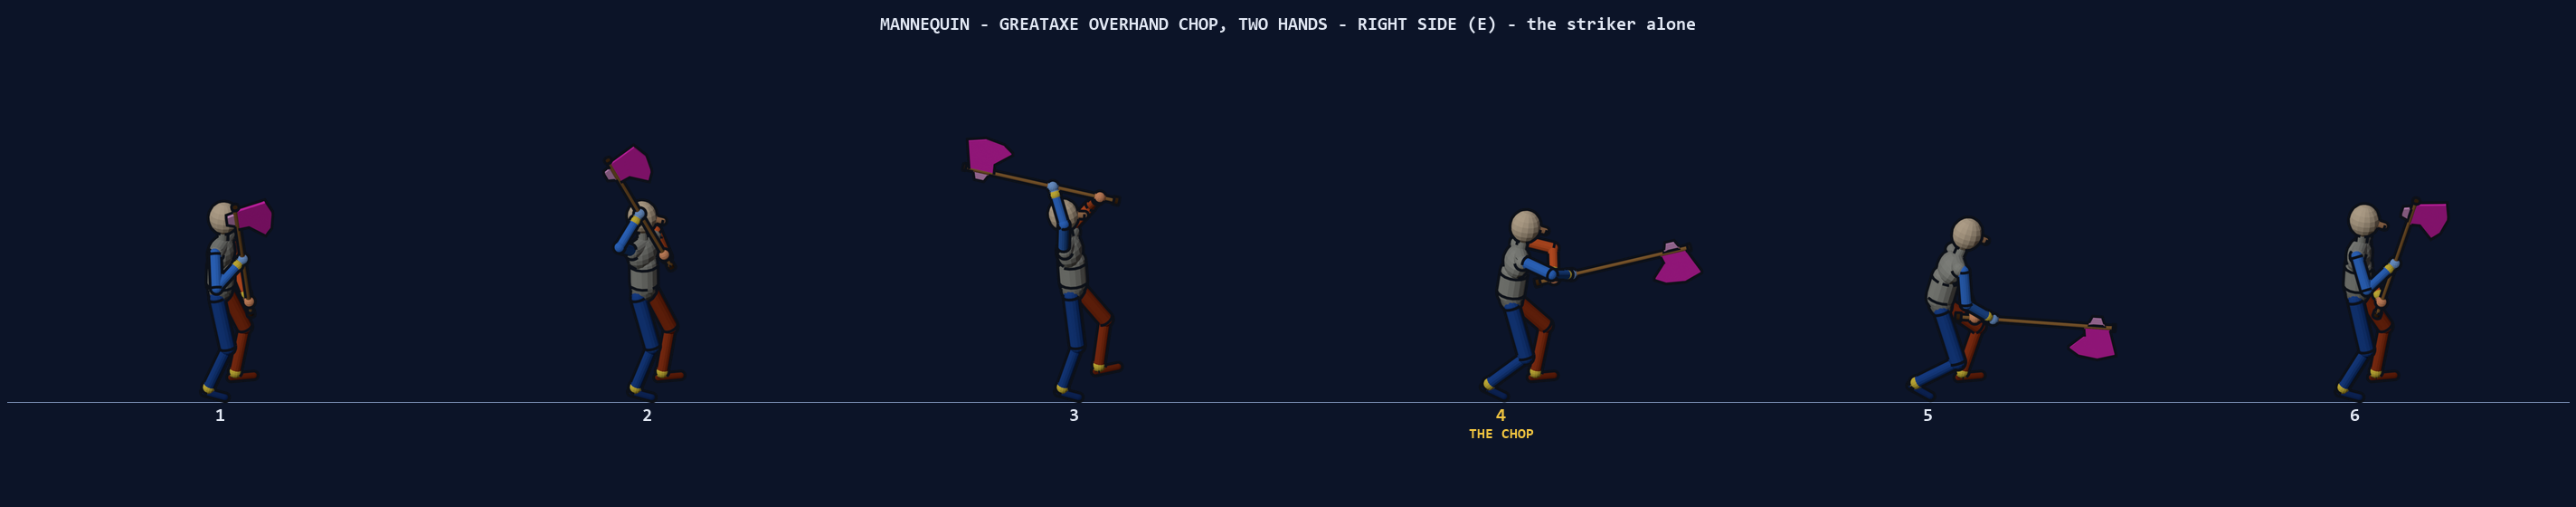 MANNEQUIN - GREATAXE OVERHAND CHOP, TWO HANDS - RIGHT SIDE (E) - the striker alone
1 2 3 4 5 6
THE CHOP